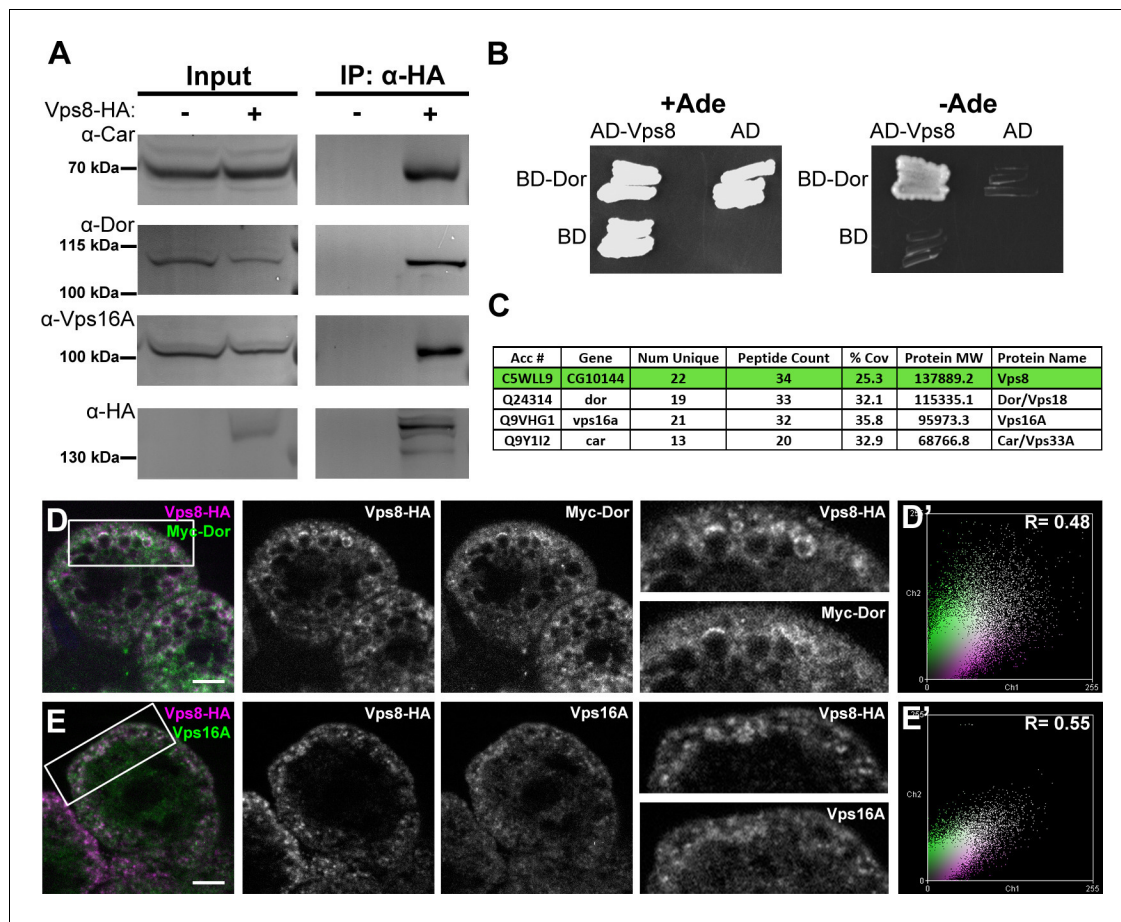 A
Input
IP: α-HA
Vps8-HA:
-
+
-
+
α-Car
70 kDa
α-Dor
115 kDa
100 kDa
α-Vps16A
100 kDa
α-HA
130 kDa
B
+Ade
-Ade
AD-Vps8
AD
AD-Vps8
AD
BD-Dor
BD
BD-Dor
BD
C
Acc # Gene Num Unique Peptide Count % Cov Protein MW Protein Name
C5WLL9 CG10144 22 34 25.3 137889.2 Vps8
Q24314 dor 19 33 32.1 115335.1 Dor/Vps18
Q9VHG1 vps16a 21 32 35.8 95973.3 Vps16A
Q9Y1I2 car 13 20 32.9 68766.8 Car/Vps33A
D
Vps8-HA
Myc-Dor
Vps8-HA
Myc-Dor
Vps8-HA
Myc-Dor
D'
R= 0.48
Ch2
0
0
Ch1
255
E
Vps8-HA
Vps16A
Vps8-HA
Vps16A
Vps8-HA
Vps16A
E'
R= 0.55
Ch2
0
0
Ch1
255